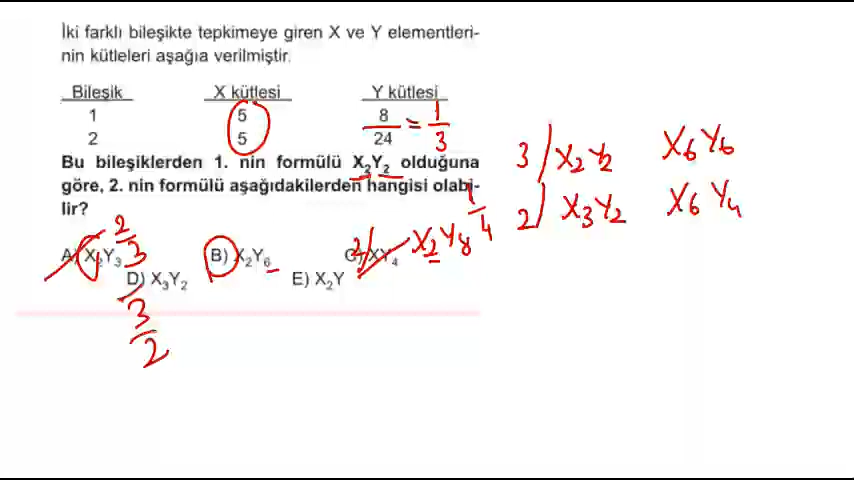 İki farklı bileşikte tepkimeye giren X ve Y elementleri-
nin kütleleri aşağıa verilmiştir.
Bileşik X kütlesi Y kütlesi
1 5 8 = 1/3
2 5 24
Bu bileşiklerden 1. nin formülü X₂Y₂ olduğuna
göre, 2. nin formülü aşağıdakilerden hangisi olabi-
lir?
A) X₂Y₃ B) X₂Y₆ C) XY₄
D) X₃Y₂ E) X₂Y
2/3
3/2
2/ X₂Y₈ 1/4
3/ X₂Y₂ X₆Y₆
2/ X₃Y₂ X₆Y₄